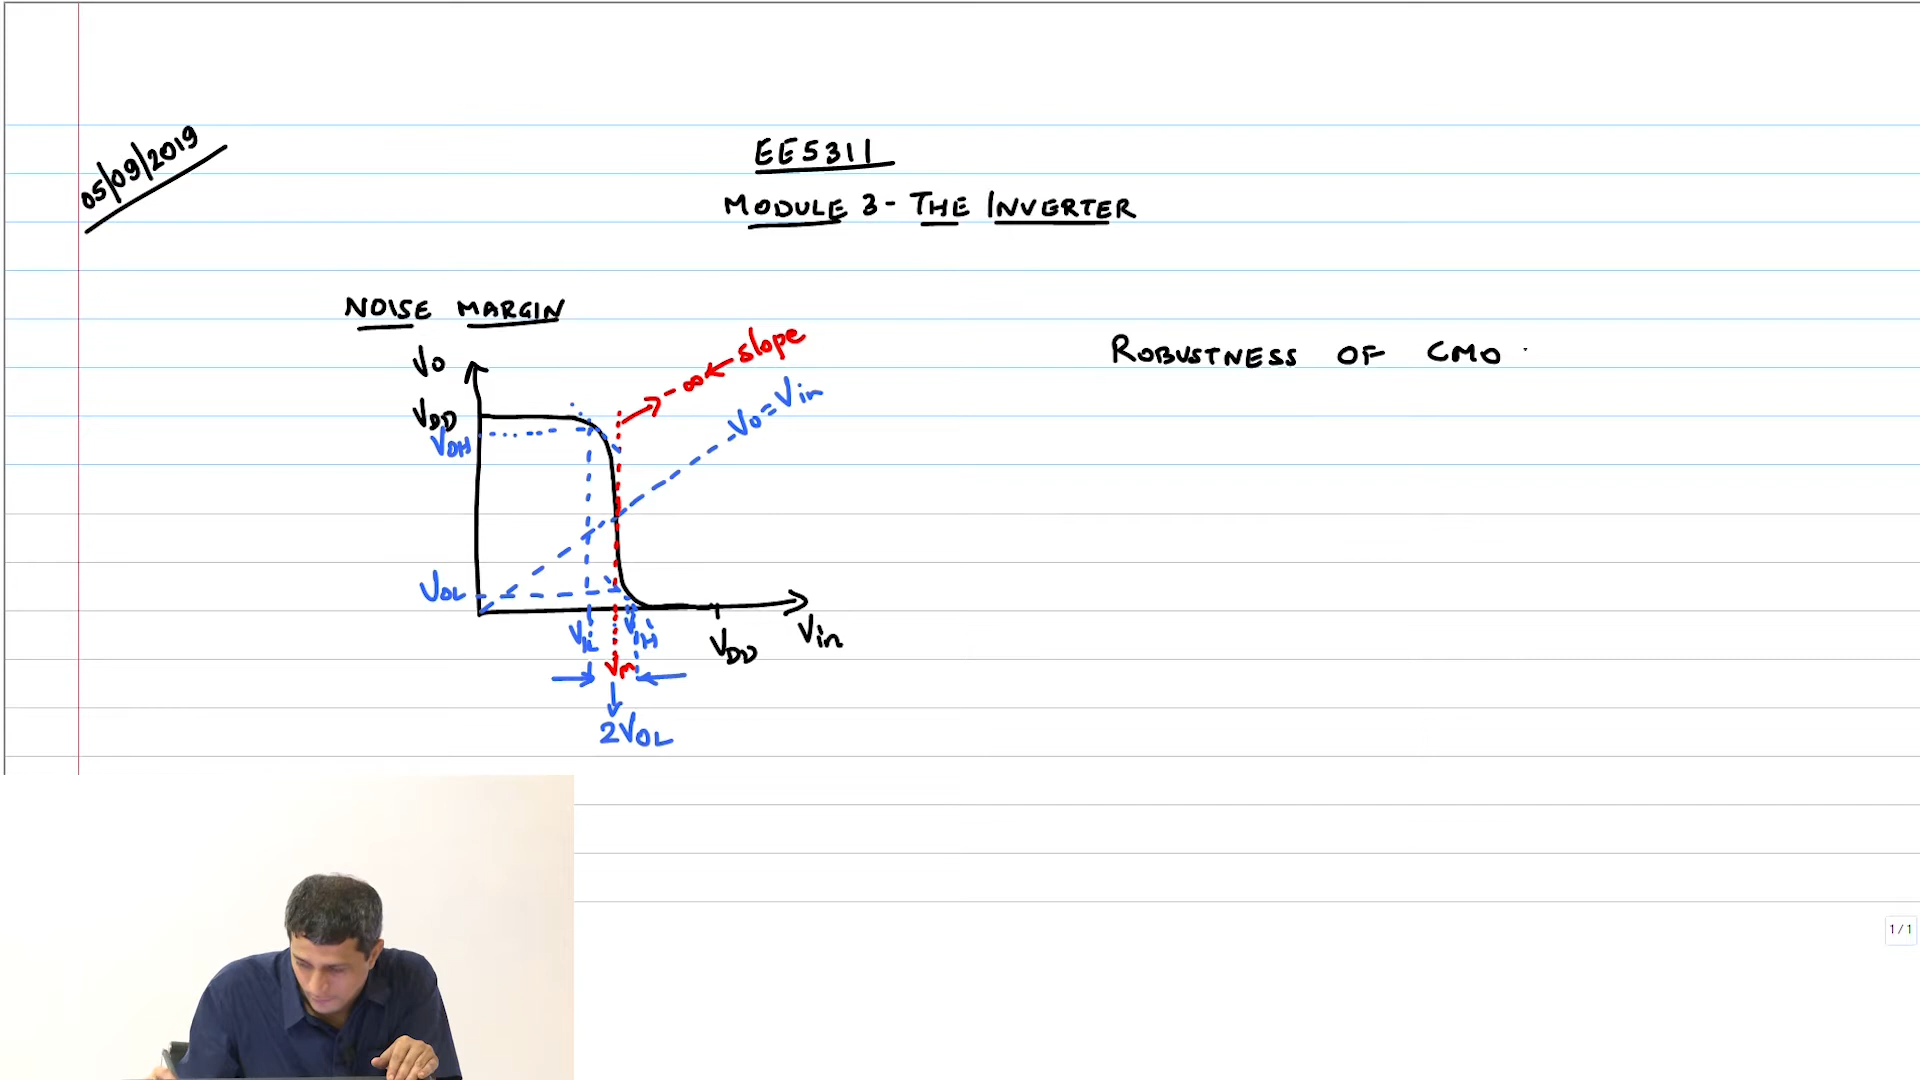 05/09/2019
EE5311
MODULE 3 - THE INVERTER
NOISE MARGIN
ROBUSTNESS OF CMO
Vo
slope
-∞
Vo=Vin
VDD
VOH
VOL
VIL
VIH
VDD
Vin
Vm
2VOL
1/1